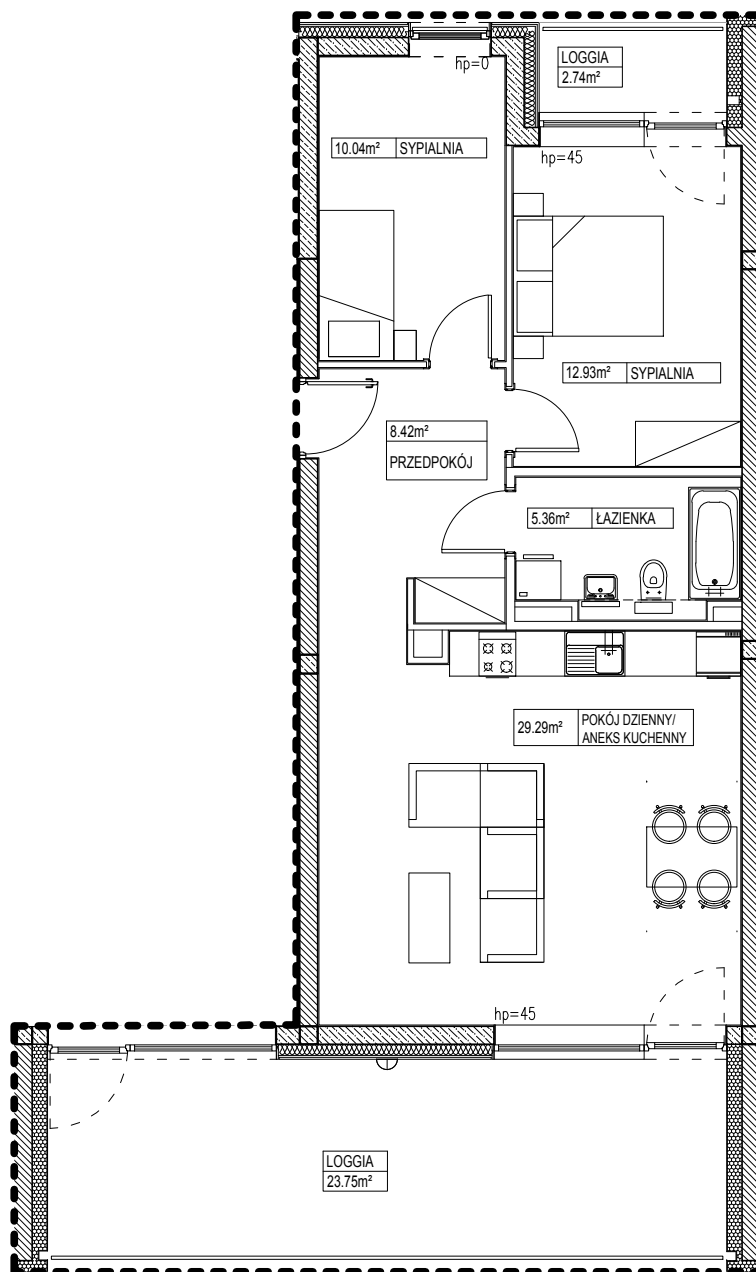 LOGGIA
2.74m²
hp=0
10.04m² SYPIALNIA
hp=45
12.93m² SYPIALNIA
8.42m²
PRZEDPOKÓJ
5.36m² ŁAZIENKA
29.29m² POKÓJ DZIENNY/
ANEKS KUCHENNY
hp=45
LOGGIA
23.75m²